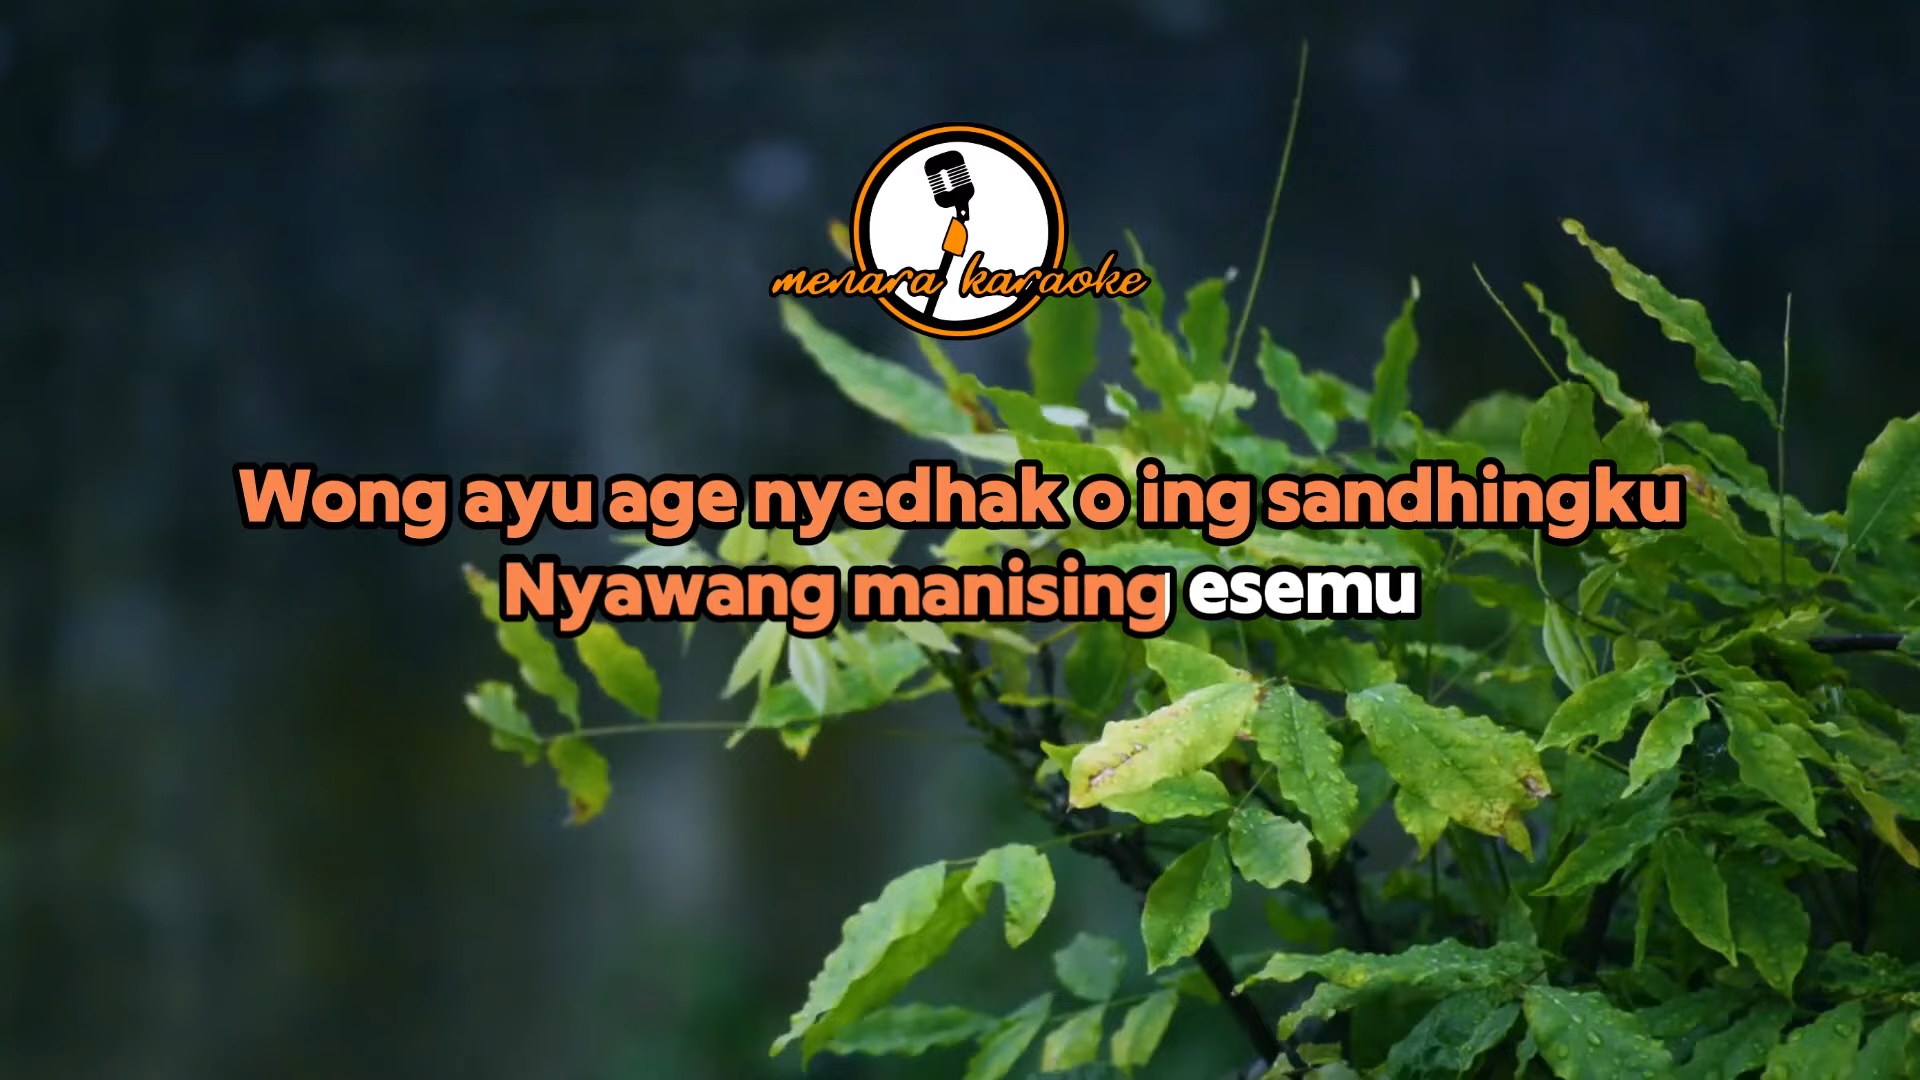 menara karaoke
Wong ayu age nyedhak o ing sandhingku
Nyawang manising esemu